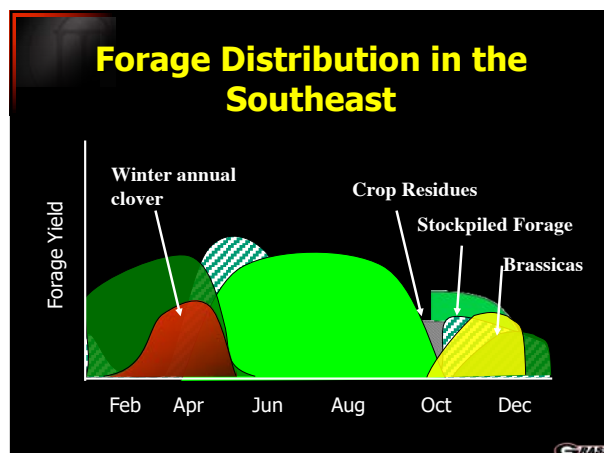 Forage Distribution in the
Southeast
Winter annual
clover
Crop Residues
Stockpiled Forage
Brassicas
Forage Yield
Feb Apr Jun Aug Oct Dec